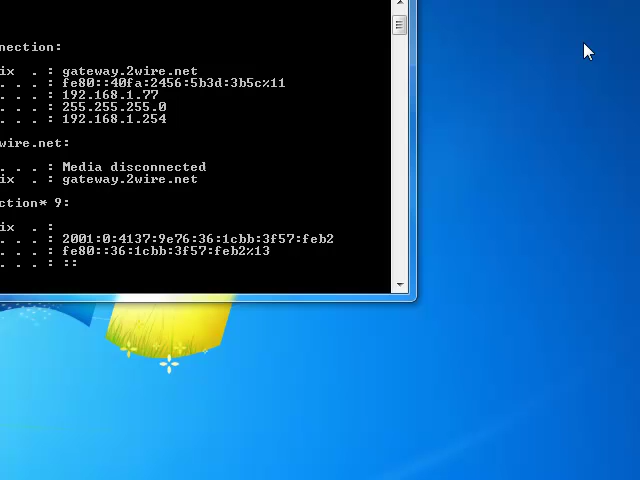 nection:
ix . : gateway.2wire.net
. . . : fe80::40fa:2456:5b3d:3b5c%11
. . . : 192.168.1.77
. . . : 255.255.255.0
. . . : 192.168.1.254
wire.net:
. . . : Media disconnected
ix . : gateway.2wire.net
ction* 9:
ix . :
. . . : 2001:0:4137:9e76:36:1cbb:3f57:feb2
. . . : fe80::36:1cbb:3f57:feb2%13
. . . : ::